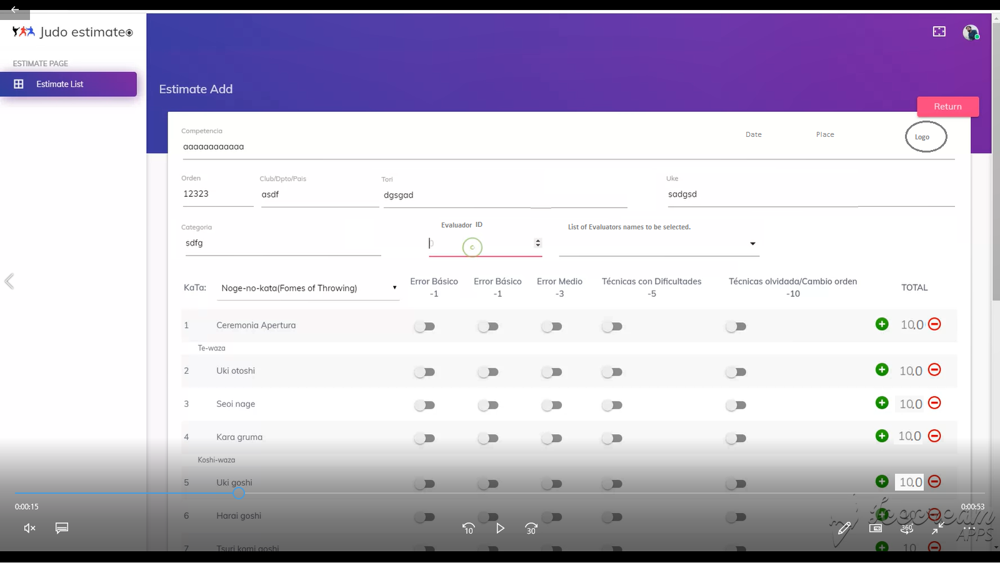 Judo estimate
ESTIMATE PAGE
Estimate List
Estimate Add
Return
Competencia
Date
Place
Logo
aaaaaaaaaaaa
Orden
Club/Dpto/Pais
Tori
Uke
12323
asdf
dgsgad
sadgsd
Categoria
Evaluador ID
List of Evaluators names to be selected.
sdfg
0
KaTa:
Noge-no-kata(Fomes of Throwing)
Error Básico
-1
Error Básico
-1
Error Medio
-3
Técnicas con Dificultades
-5
Técnicas olvidada/Cambio orden
-10
TOTAL
1 Ceremonia Apertura 10.0
Te-waza
2 Uki otoshi 10.0
3 Seoi nage 10.0
4 Kara gruma 10.0
Koshi-waza
5 Uki goshi 10.0
0:00:15
0:00:53
6 Harai goshi 10
Icecream
APPS
10
30
360
7 Tsuri komi goshi 10